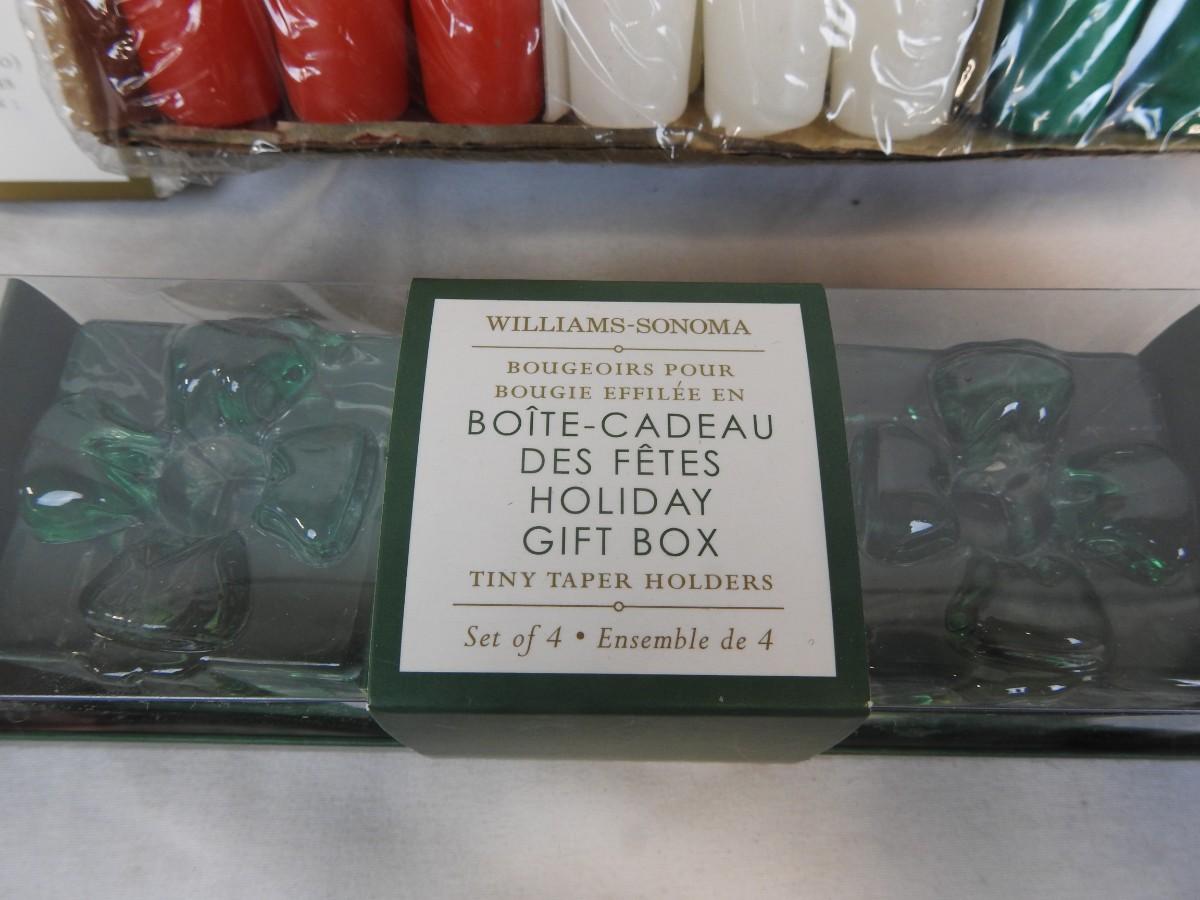 WILLIAMS-SONOMA
BOUGEOIRS POUR
BOUGIE EFFILÉE EN
BOÎTE-CADEAU
DES FÊTES
HOLIDAY
GIFT BOX
TINY TAPER HOLDERS
Set of 4 • Ensemble de 4